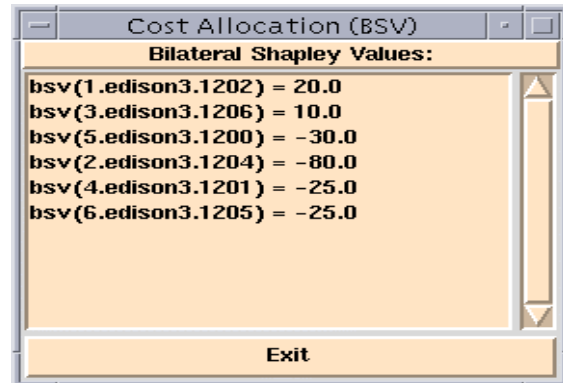 Cost Allocation (BSV)
Bilateral Shapley Values:
bsv(1.edison3.1202) = 20.0
bsv(3.edison3.1206) = 10.0
bsv(5.edison3.1200) = -30.0
bsv(2.edison3.1204) = -80.0
bsv(4.edison3.1201) = -25.0
bsv(6.edison3.1205) = -25.0
Exit